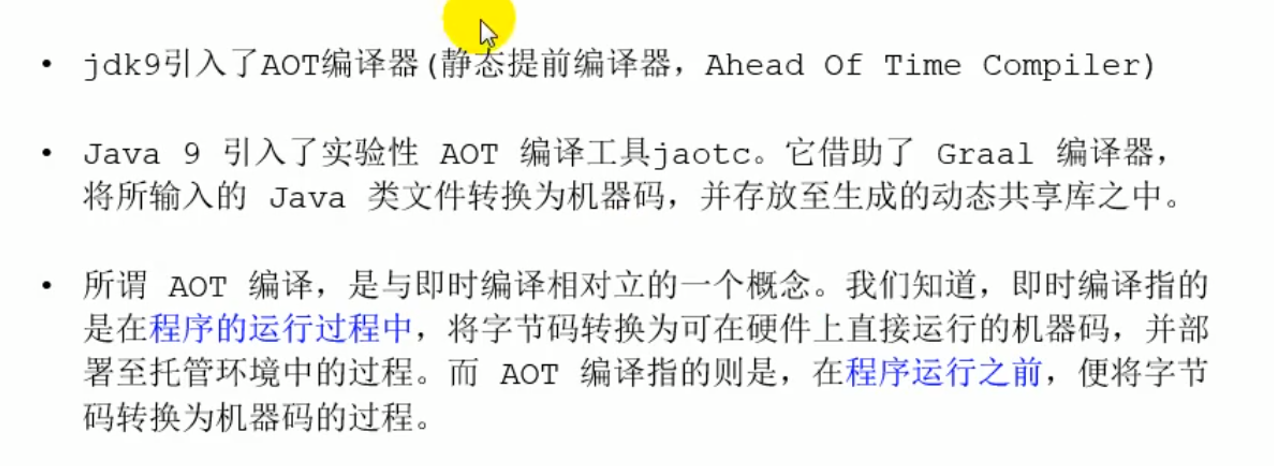 • jdk9引入了AOT编译器(静态提前编译器，Ahead Of Time Compiler)
• Java 9 引入了实验性 AOT 编译工具jaotc。它借助了 Graal 编译器，
将所输入的 Java 类文件转换为机器码，并存放至生成的动态共享库之中。
• 所谓 AOT 编译，是与即时编译相对立的一个概念。我们知道，即时编译指的
是在程序的运行过程中，将字节码转换为可在硬件上直接运行的机器码，并部
署至托管环境中的过程。而 AOT 编译指的则是，在程序运行之前，便将字节
码转换为机器码的过程。